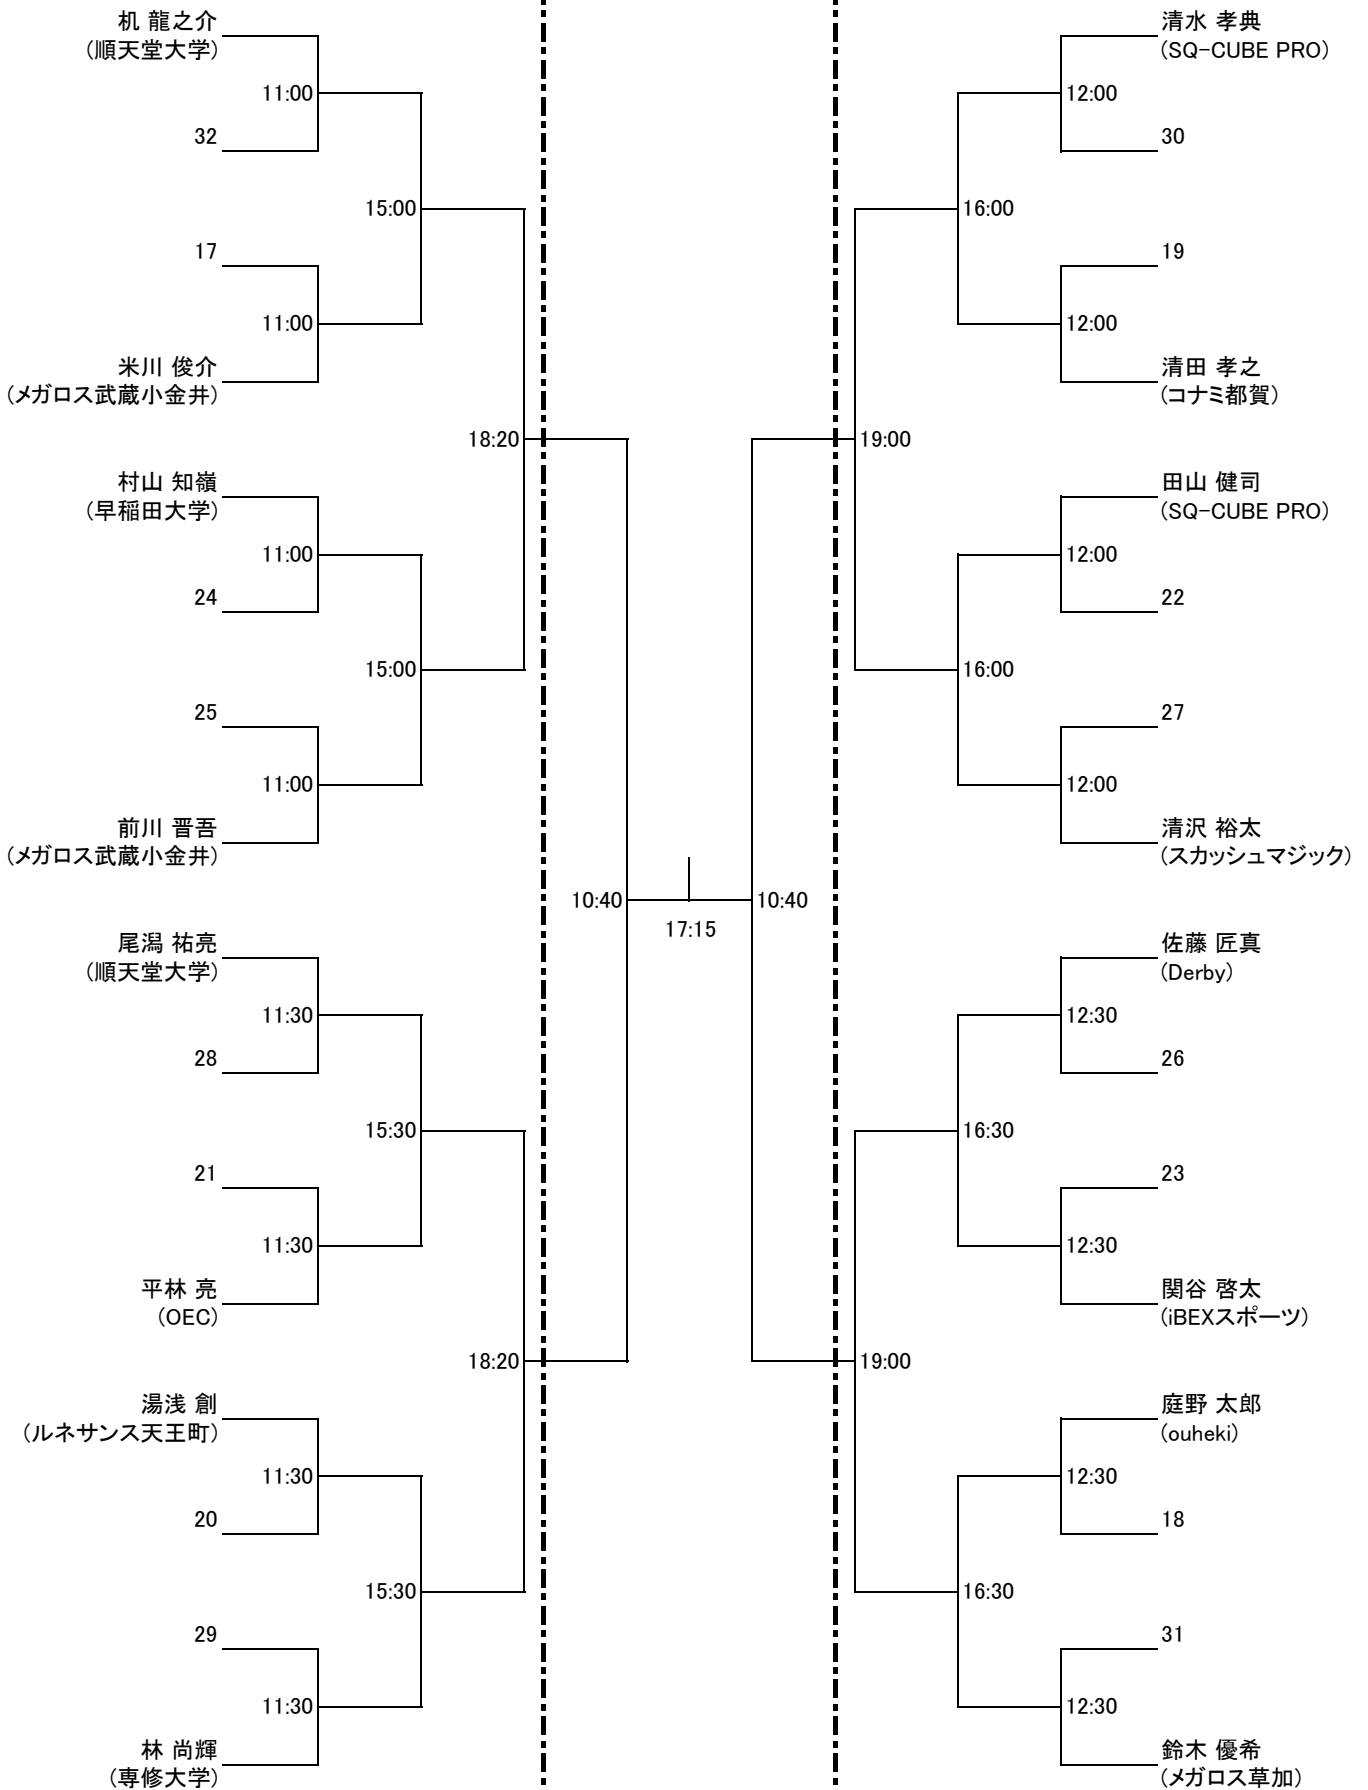 机 龍之介
(順天堂大学)
11:00
32
15:00
17
11:00
米川 俊介
(メガロス武蔵小金井)
18:20
村山 知嶺
(早稲田大学)
11:00
24
15:00
25
11:00
前川 晋吾
(メガロス武蔵小金井)
10:40
尾潟 祐亮
(順天堂大学)
11:30
28
15:30
21
11:30
平林 亮
(OEC)
18:20
湯浅 創
(ルネサンス天王町)
11:30
20
15:30
29
11:30
林 尚輝
(専修大学)
17:15
清水 孝典
(SQ-CUBE PRO)
12:00
30
16:00
19
12:00
清田 孝之
(コナミ都賀)
19:00
田山 健司
(SQ-CUBE PRO)
12:00
22
16:00
27
12:00
清沢 裕太
(スカッシュマジック)
10:40
佐藤 匠真
(Derby)
12:30
26
16:30
23
12:30
関谷 啓太
(iBEXスポーツ)
19:00
庭野 太郎
(ouheki)
12:30
18
16:30
31
12:30
鈴木 優希
(メガロス草加)